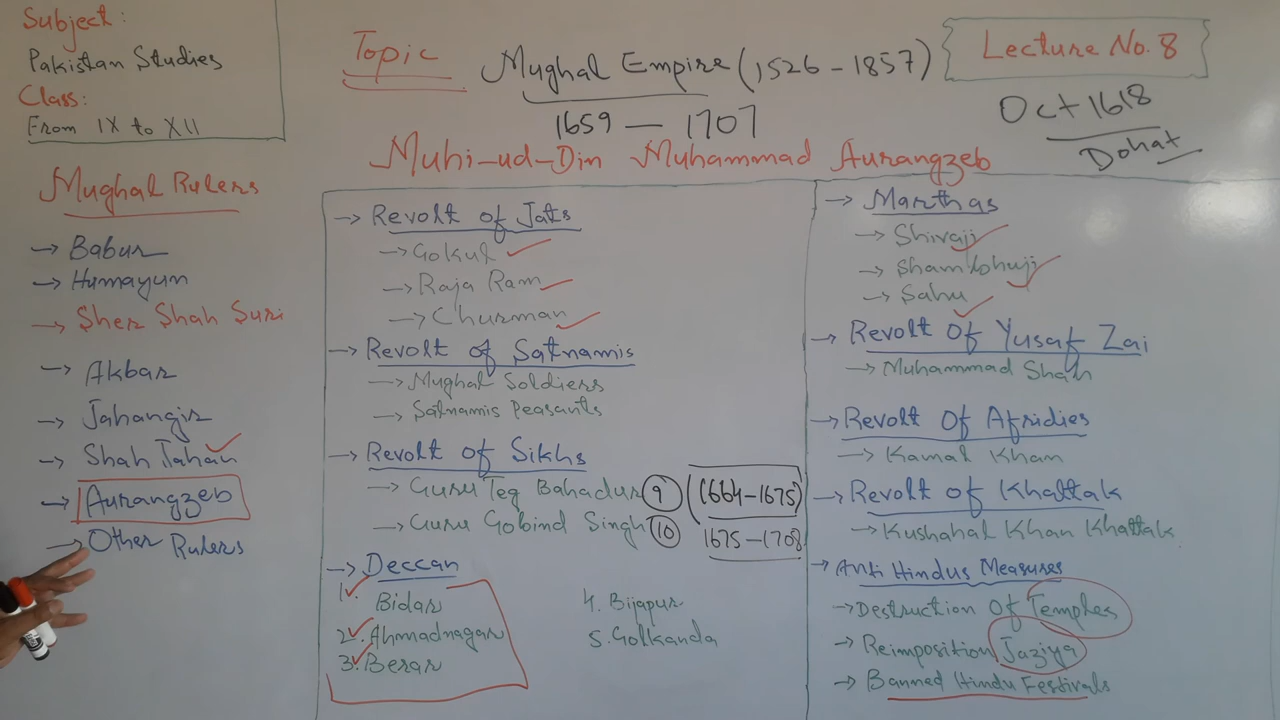 Subject:
Pakistan Studies
Class:
From IX to XII
Topic
Mughal Empire (1526 - 1857)
1659 — 1707
Lecture No. 8
Oct 1618
Dohat
Muhi-ud-Din Muhammad Aurangzeb
Mughal Rulers
→ Babur
→ Humayun
→ Sher Shah Suri
→ Akbar
→ Jahangir
→ Shah Jahan
→ Aurangzeb
→ Other Rulers
→ Revolt of Jats
→ Gokul
→ Raja Ram
→ Churman
→ Revolt of Satnamis
→ Mughal Soldiers
→ Satnamis Peasants
→ Revolt of Sikhs
→ Guru Teg Bahadur 9 (1664-1675)
→ Guru Gobind Singh 10 1675-1708
→ Deccan
1. Bidar
2. Ahmadnagar
3. Berar
4. Bijapur
5. Golkanda
→ Marthas
→ Shivaji
→ Shambhuji
→ Sahu
→ Revolt Of Yusaf Zai
→ Muhammad Shah
→ Revolt Of Afridies
→ Kamal Khan
→ Revolt of Khattak
→ Kushahal Khan Khattak
→ Anti Hindus Measures
→ Destruction Of Temples
→ Reimposition Jaziya
→ Banned Hindu Festivals